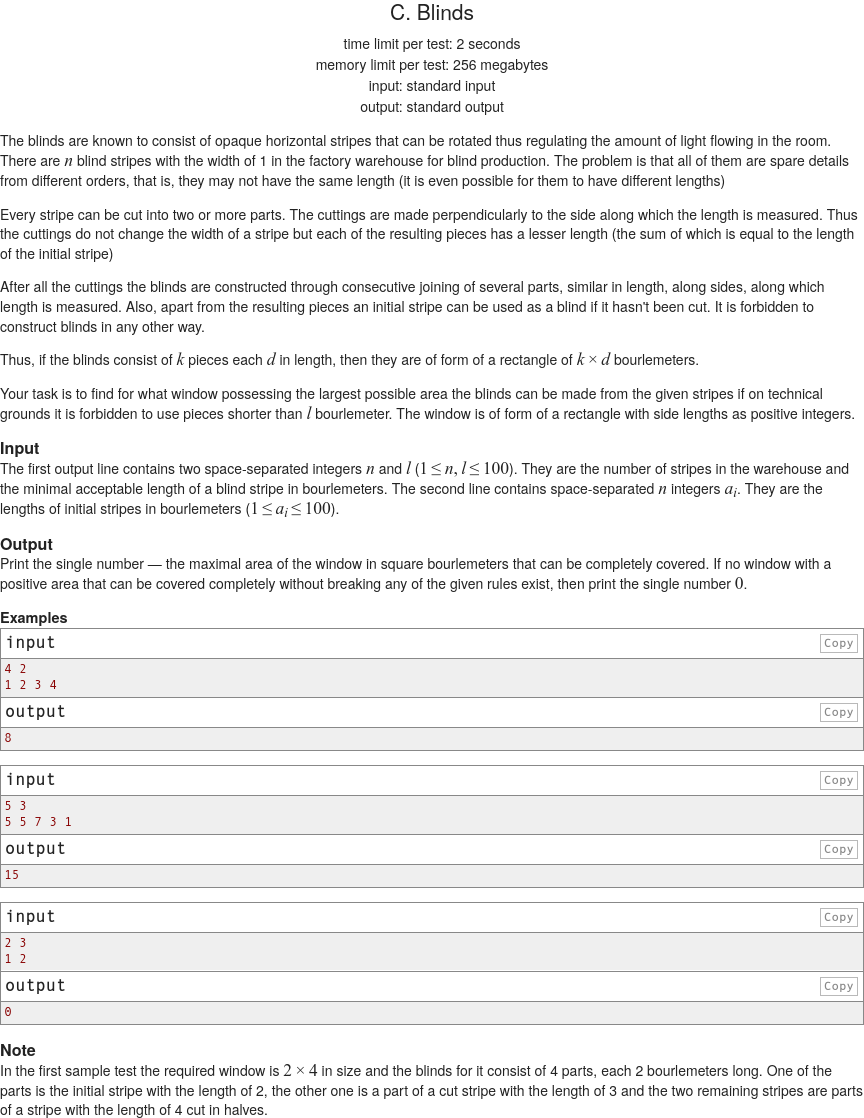 C. Blinds
time limit per test: 2 seconds
memory limit per test: 256 megabytes
input: standard input
output: standard output
The blinds are known to consist of opaque horizontal stripes that can be rotated thus regulating the amount of light flowing in the room.
There are n blind stripes with the width of 1 in the factory warehouse for blind production. The problem is that all of them are spare details
from different orders, that is, they may not have the same length (it is even possible for them to have different lengths)
Every stripe can be cut into two or more parts. The cuttings are made perpendicularly to the side along which the length is measured. Thus
the cuttings do not change the width of a stripe but each of the resulting pieces has a lesser length (the sum of which is equal to the length
of the initial stripe)
After all the cuttings the blinds are constructed through consecutive joining of several parts, similar in length, along sides, along which
length is measured. Also, apart from the resulting pieces an initial stripe can be used as a blind if it hasn't been cut. It is forbidden to
construct blinds in any other way.
Thus, if the blinds consist of k pieces each d in length, then they are of form of a rectangle of k × d bourlemeters.
Your task is to find for what window possessing the largest possible area the blinds can be made from the given stripes if on technical
grounds it is forbidden to use pieces shorter than l bourlemeter. The window is of form of a rectangle with side lengths as positive integers.
Input
The first output line contains two space-separated integers n and l (1 ≤ n, l ≤ 100). They are the number of stripes in the warehouse and
the minimal acceptable length of a blind stripe in bourlemeters. The second line contains space-separated n integers ai. They are the
lengths of initial stripes in bourlemeters (1 ≤ ai ≤ 100).
Output
Print the single number — the maximal area of the window in square bourlemeters that can be completely covered. If no window with a
positive area that can be covered completely without breaking any of the given rules exist, then print the single number 0.
Examples
input Copy
4 2
1 2 3 4
output Copy
8
input Copy
5 3
5 5 7 3 1
output Copy
15
input Copy
2 3
1 2
output Copy
0
Note
In the first sample test the required window is 2 × 4 in size and the blinds for it consist of 4 parts, each 2 bourlemeters long. One of the
parts is the initial stripe with the length of 2, the other one is a part of a cut stripe with the length of 3 and the two remaining stripes are parts
of a stripe with the length of 4 cut in halves.